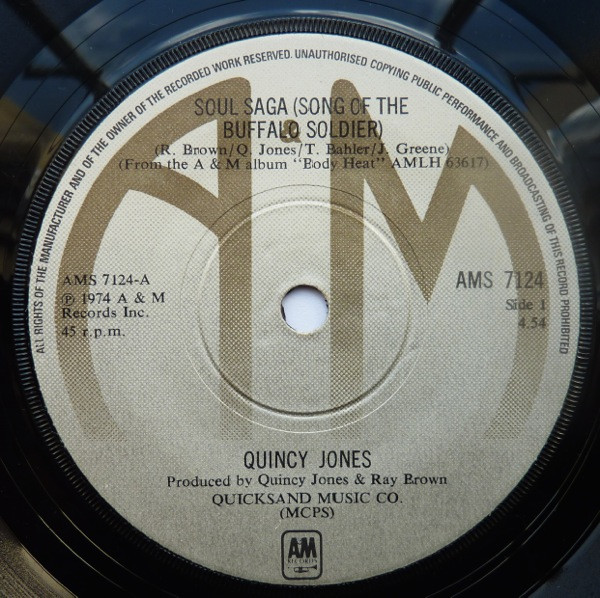 ALL RIGHTS OF THE MANUFACTURER AND OF THE OWNER OF THE RECORDED WORK RESERVED. UNAUTHORISED COPYING PUBLIC PERFORMANCE AND BROADCASTING OF THIS RECORD PROHIBITED
SOUL SAGA (SONG OF THE
BUFFALO SOLDIER)
(R. Brown/Q. Jones/T. Bahler/J. Greene)
(From the A & M album "Body Heat" AMLH 63617)
AMS 7124-A
℗ 1974 A & M
Records Inc.
45 r.p.m.
AMS 7124
Side 1
4.54
QUINCY JONES
Produced by Quincy Jones & Ray Brown
QUICKSAND MUSIC CO.
(MCPS)
AM
RECORDS